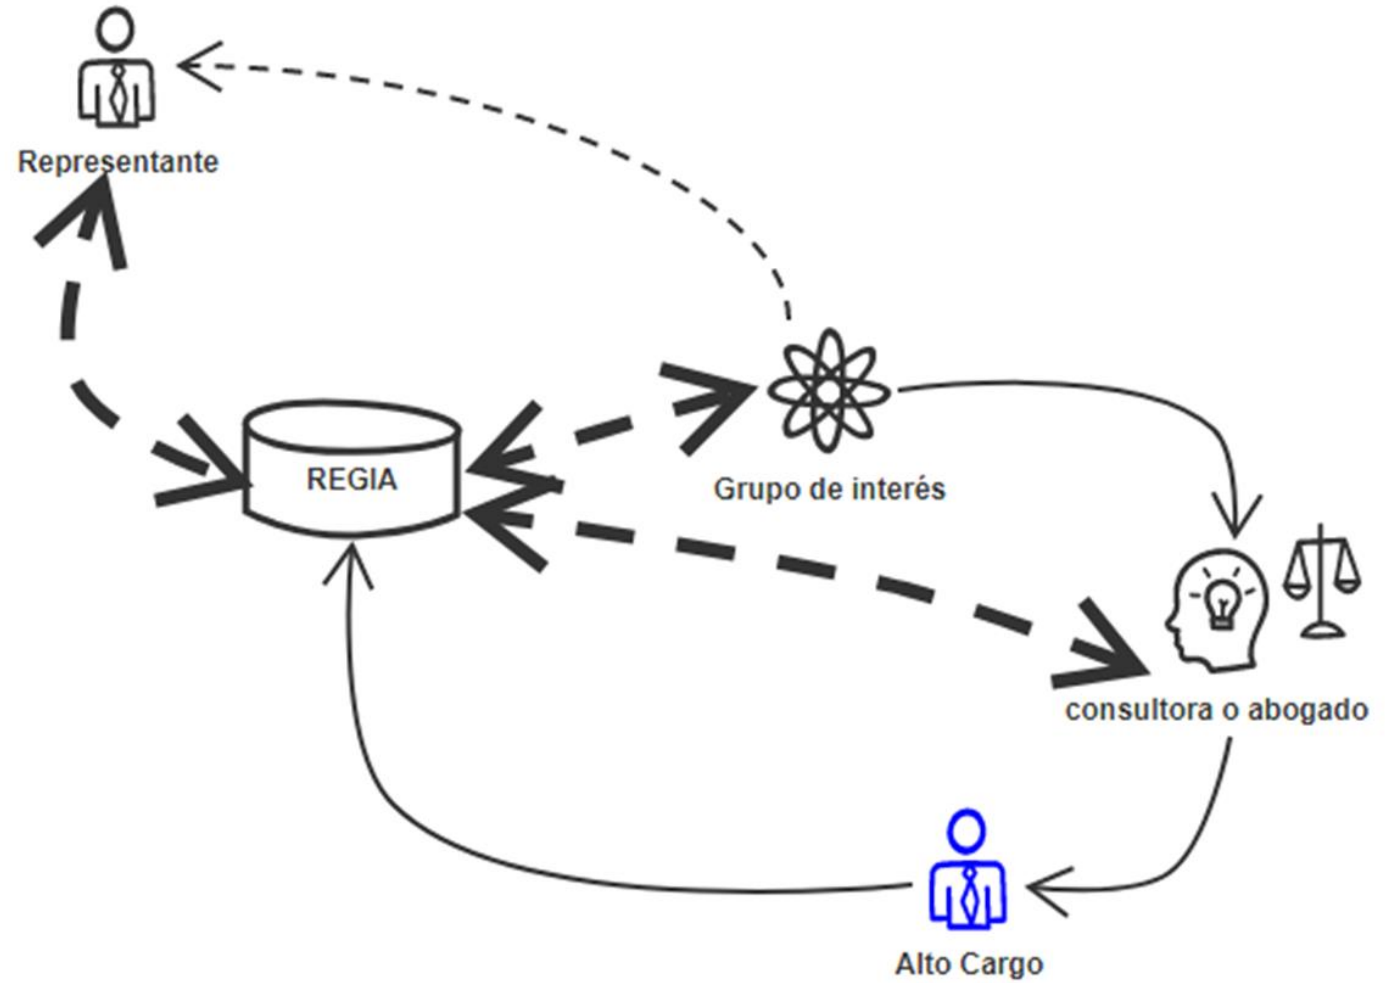 Representante
REGIA
Grupo de interés
consultora o abogado
Alto Cargo